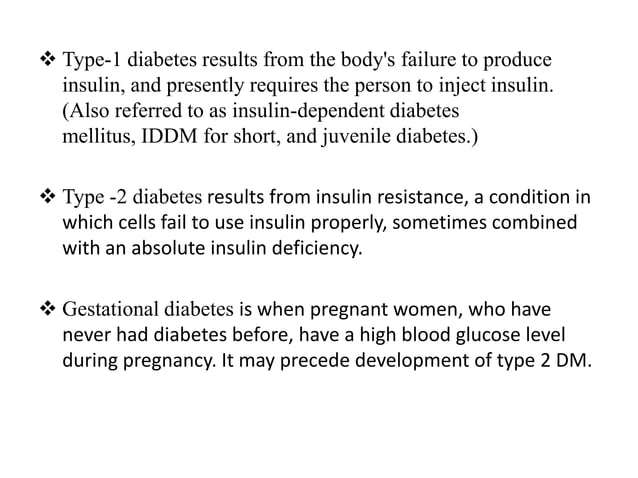 ❖ Type-1 diabetes results from the body's failure to produce
insulin, and presently requires the person to inject insulin.
(Also referred to as insulin-dependent diabetes
mellitus, IDDM for short, and juvenile diabetes.)
❖ Type -2 diabetes results from insulin resistance, a condition in
which cells fail to use insulin properly, sometimes combined
with an absolute insulin deficiency.
❖ Gestational diabetes is when pregnant women, who have
never had diabetes before, have a high blood glucose level
during pregnancy. It may precede development of type 2 DM.